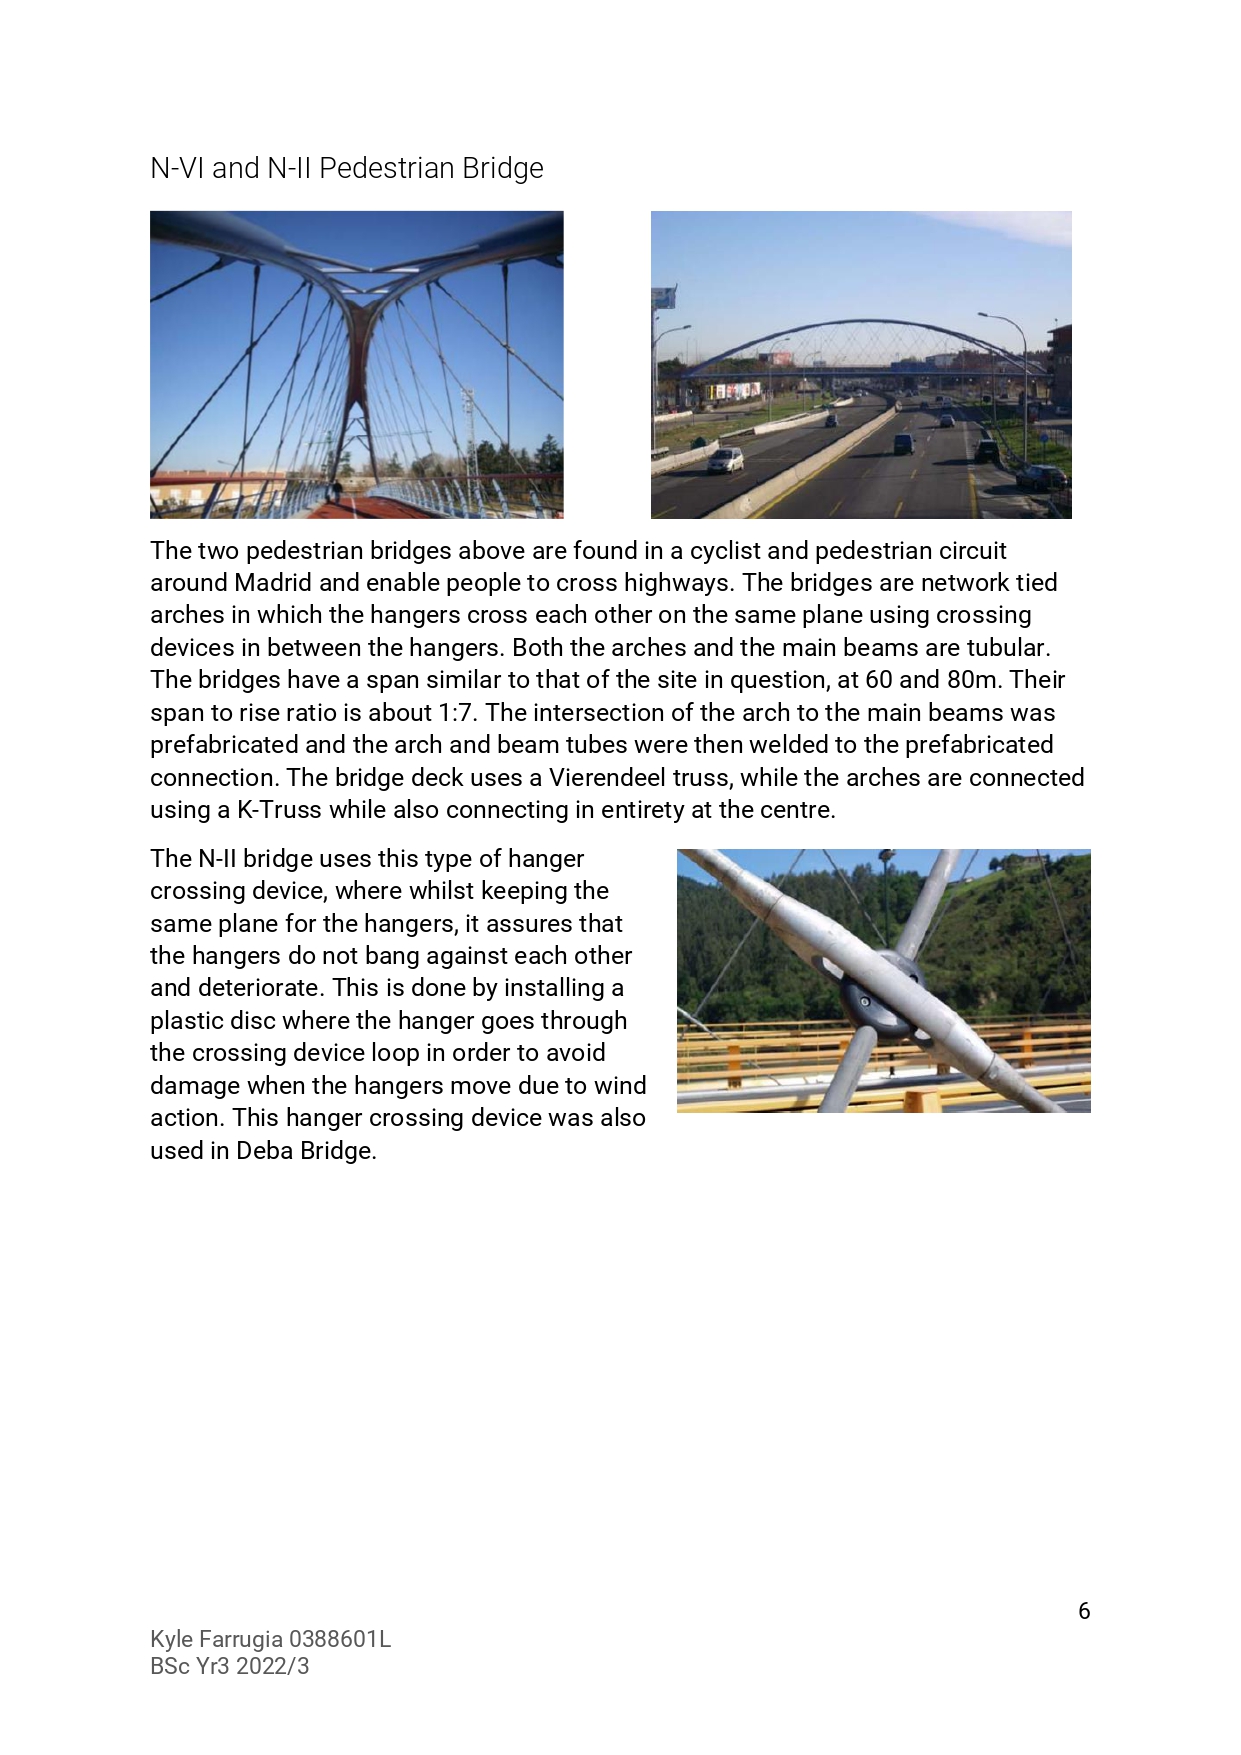 N-VI and N-II Pedestrian Bridge
The two pedestrian bridges above are found in a cyclist and pedestrian circuit
around Madrid and enable people to cross highways. The bridges are network tied
arches in which the hangers cross each other on the same plane using crossing
devices in between the hangers. Both the arches and the main beams are tubular.
The bridges have a span similar to that of the site in question, at 60 and 80m. Their
span to rise ratio is about 1:7. The intersection of the arch to the main beams was
prefabricated and the arch and beam tubes were then welded to the prefabricated
connection. The bridge deck uses a Vierendeel truss, while the arches are connected
using a K-Truss while also connecting in entirety at the centre.
The N-II bridge uses this type of hanger
crossing device, where whilst keeping the
same plane for the hangers, it assures that
the hangers do not bang against each other
and deteriorate. This is done by installing a
plastic disc where the hanger goes through
the crossing device loop in order to avoid
damage when the hangers move due to wind
action. This hanger crossing device was also
used in Deba Bridge.
6
Kyle Farrugia 0388601L
BSc Yr3 2022/3